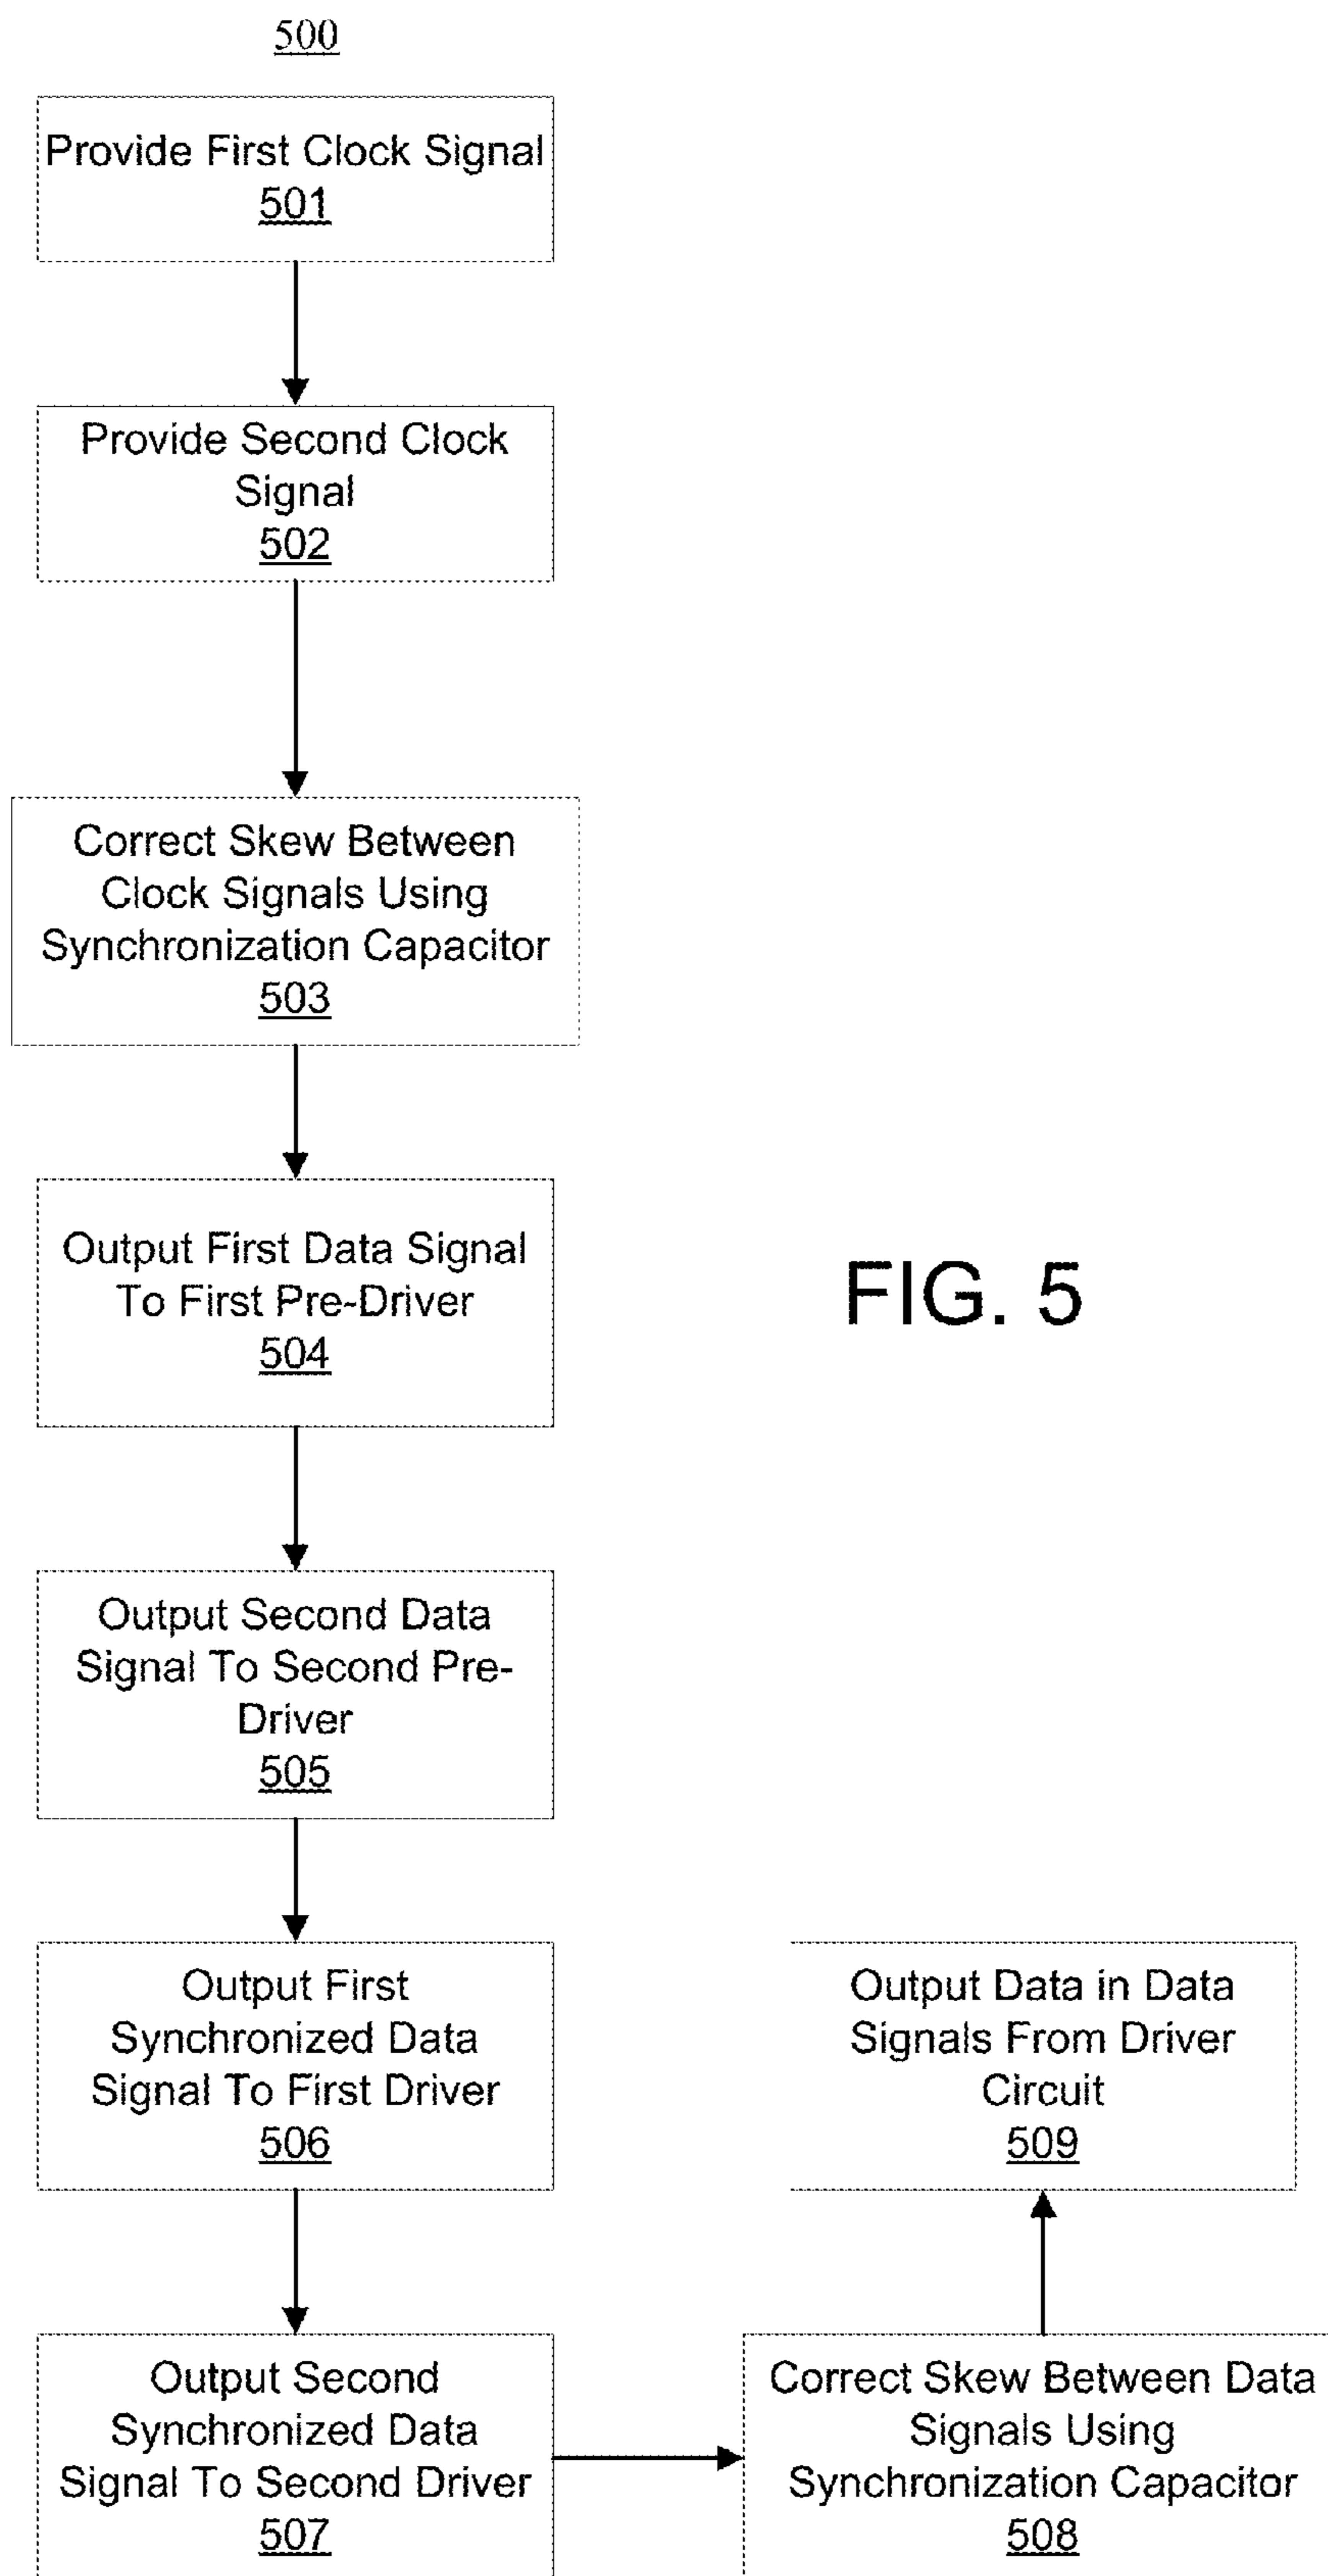 500
Provide First Clock Signal
501
Provide Second Clock
Signal
502
Correct Skew Between
Clock Signals Using
Synchronization Capacitor
503
Output First Data Signal
To First Pre-Driver
504
FIG. 5
Output Second Data
Signal To Second Pre-
Driver
505
Output First
Synchronized Data
Signal To First Driver
506
Output Second
Synchronized Data
Signal To Second Driver
507
Correct Skew Between Data
Signals Using
Synchronization Capacitor
508
Output Data in Data
Signals From Driver
Circuit
509